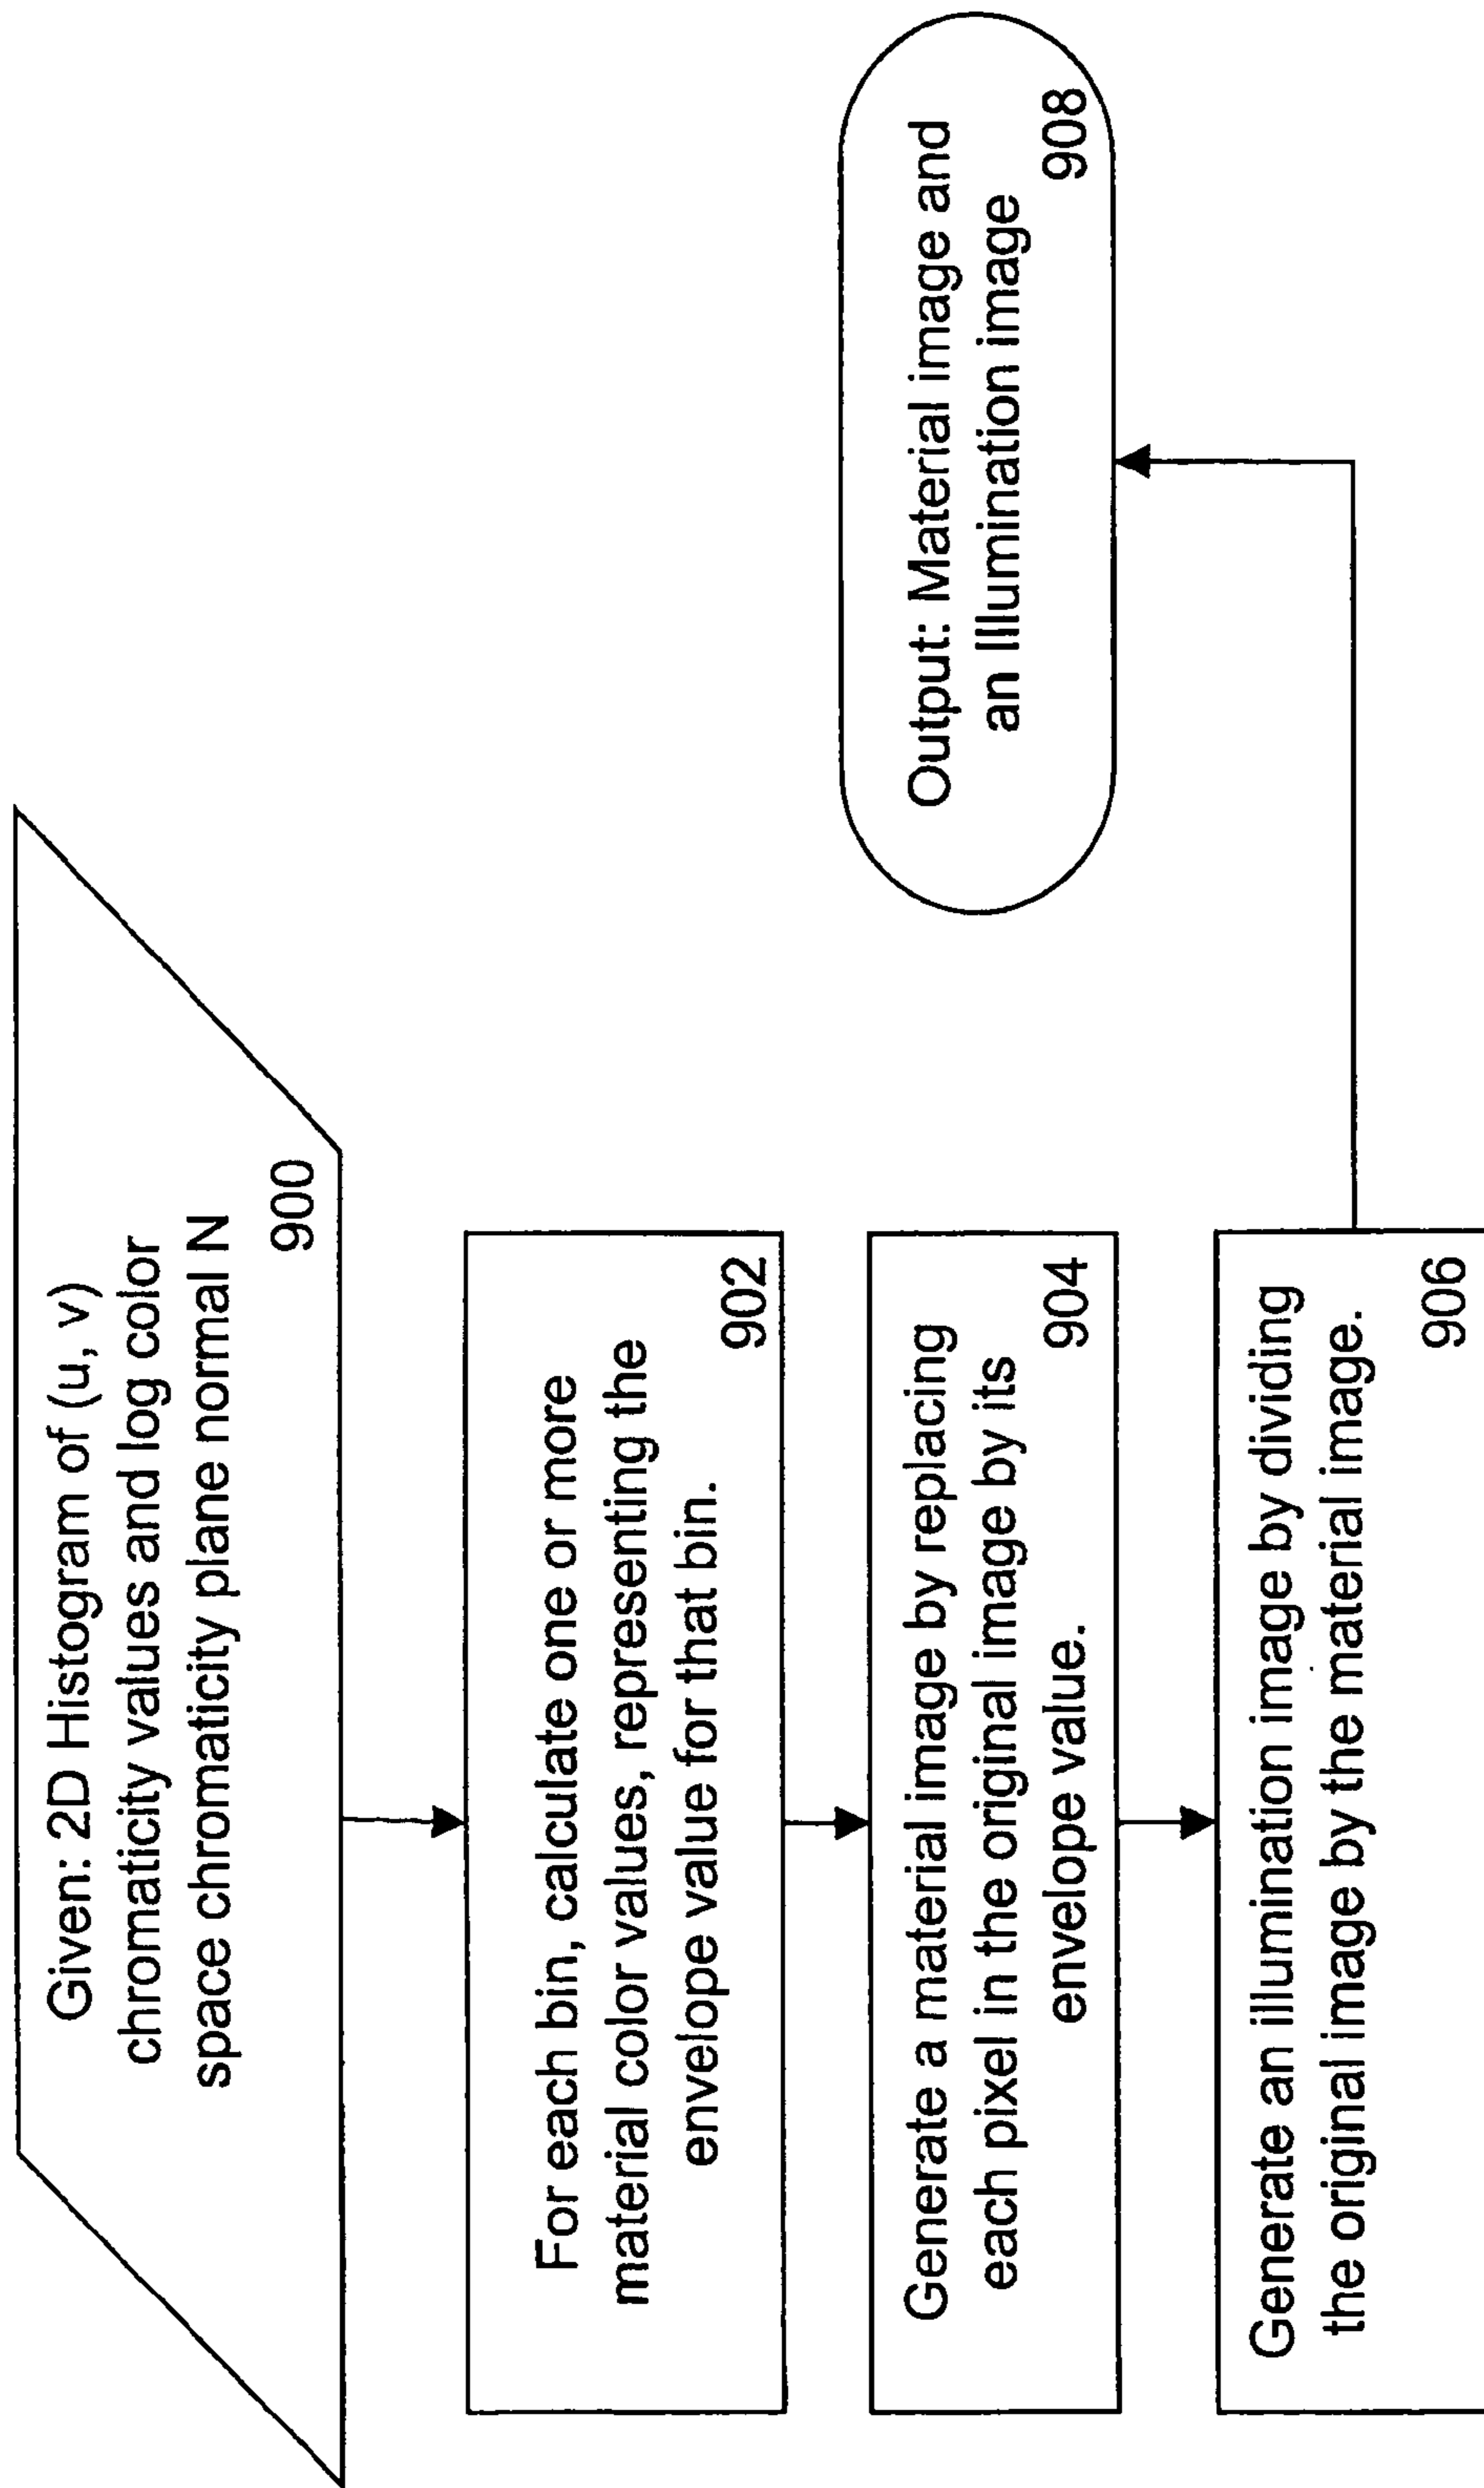 Given: 2D Histogram of (u, v)
chromaticity values and log color
space chromaticity plane normal N
900
For each bin, calculate one or more
material color values, representing the
envelope value for that bin.
902
Generate a material image by replacing
each pixel in the original image by its
envelope value.
904
Generate an illumination image by dividing
the original image by the material image.
906
Output: Material image and
an Illumination image
908